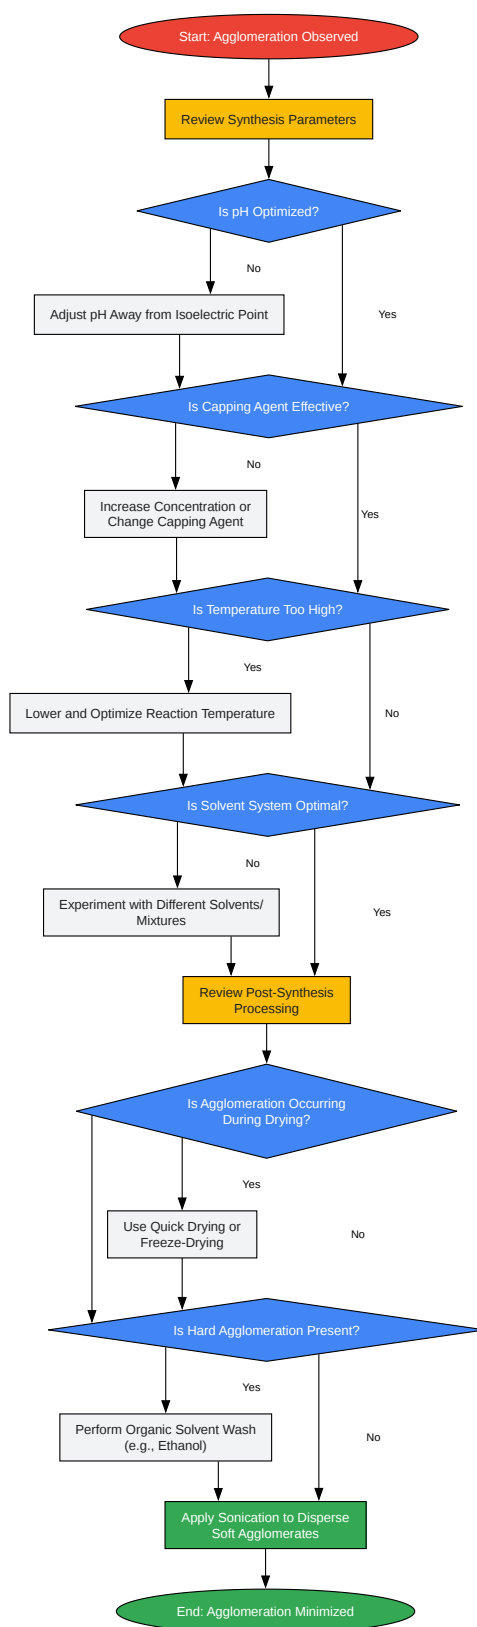 Start: Agglomeration Observed
Review Synthesis Parameters
Is pH Optimized?
No
Adjust pH Away from Isoelectric Point
Yes
Is Capping Agent Effective?
No
Increase Concentration or
Change Capping Agent
Yes
Is Temperature Too High?
Yes
Lower and Optimize Reaction Temperature
No
Is Solvent System Optimal?
No
Experiment with Different Solvents/
Mixtures
Yes
Review Post-Synthesis
Processing
Is Agglomeration Occurring
During Drying?
Yes
Use Quick Drying or
Freeze-Drying
No
Is Hard Agglomeration Present?
Yes
Perform Organic Solvent Wash
(e.g., Ethanol)
No
Apply Sonication to Disperse
Soft Agglomerates
End: Agglomeration Minimized